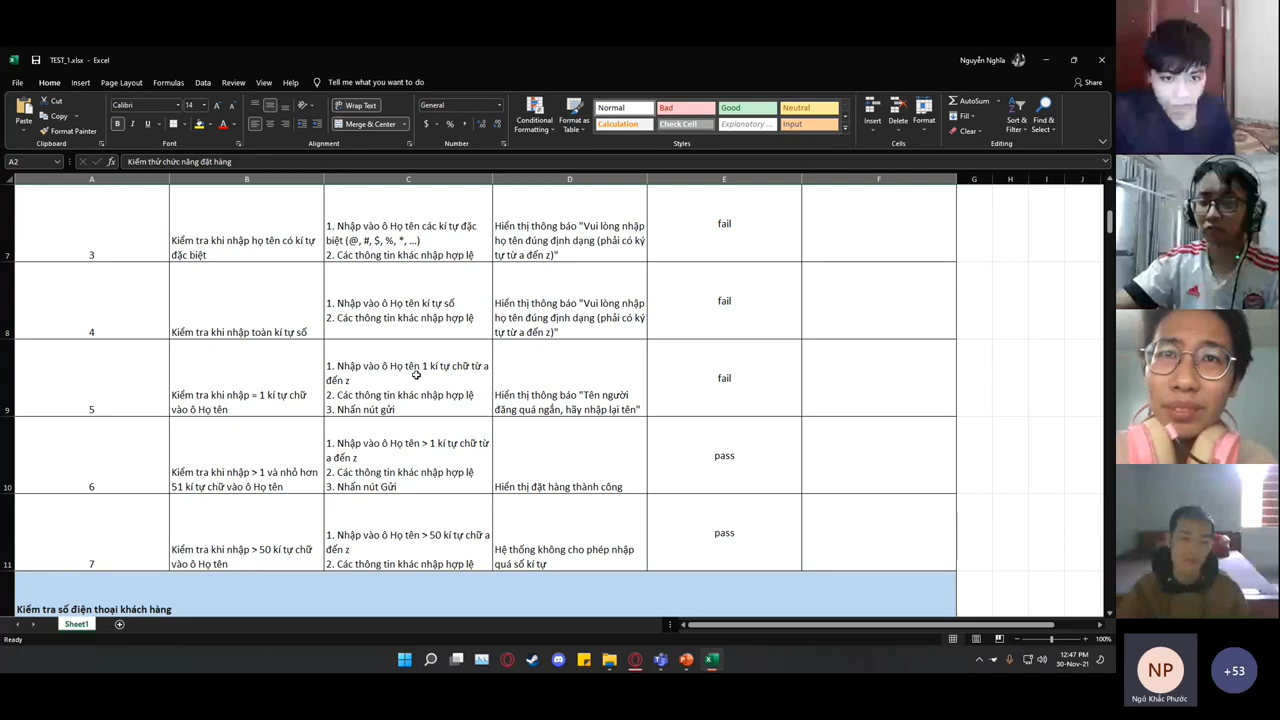 TEST_1.xlsx - Excel
Nguyễn Nghĩa
File Home Insert Page Layout Formulas Data Review View Help Tell me what you want to do Share
Paste
Cut
Copy
Format Painter
Clipboard
Calibri 14
B I U
Font
Wrap Text
Merge & Center
Alignment
General
$ % ,
Number
Conditional Formatting
Format as Table
Normal Bad Good Neutral
Calculation Check Cell Explanatory ... Input
Styles
Insert Delete Format
Cells
AutoSum
Fill
Clear
Sort & Filter
Find & Select
Editing
A2 fx Kiểm thử chức năng đặt hàng
A B C D E F G H I J
7
3
Kiểm tra khi nhập họ tên có kí tự
đặc biệt
1. Nhập vào ô Họ tên các kí tự đặc
biệt (@, #, $, %, *, ...)
2. Các thông tin khác nhập hợp lệ
Hiển thị thông báo "Vui lòng nhập
họ tên đúng định dạng (phải có ký
tự từ a đến z)"
fail
8
4
Kiểm tra khi nhập toàn kí tự số
1. Nhập vào ô Họ tên kí tự số
2. Các thông tin khác nhập hợp lệ
Hiển thị thông báo "Vui lòng nhập
họ tên đúng định dạng (phải có ký
tự từ a đến z)"
fail
9
5
Kiểm tra khi nhập = 1 kí tự chữ
vào ô Họ tên
1. Nhập vào ô Họ tên 1 kí tự chữ từ a
đến z
2. Các thông tin khác nhập hợp lệ
3. Nhấn nút gửi
Hiển thị thông báo "Tên người
đăng quá ngắn, hãy nhập lại tên"
fail
10
6
Kiểm tra khi nhập > 1 và nhỏ hơn
51 kí tự chữ vào ô Họ tên
1. Nhập vào ô Họ tên > 1 kí tự chữ từ
a đến z
2. Các thông tin khác nhập hợp lệ
3. Nhấn nút Gửi
Hiển thị đặt hàng thành công
pass
11
7
Kiểm tra khi nhập > 50 kí tự chữ
vào ô Họ tên
1. Nhập vào ô Họ tên > 50 kí tự chữ a
đến z
2. Các thông tin khác nhập hợp lệ
Hệ thống không cho phép nhập
quá số kí tự
pass
Kiểm tra số điện thoại khách hàng
Sheet1
Ready
100%
12:47 PM
30-Nov-21
NP
Ngô Khắc Phước
+53